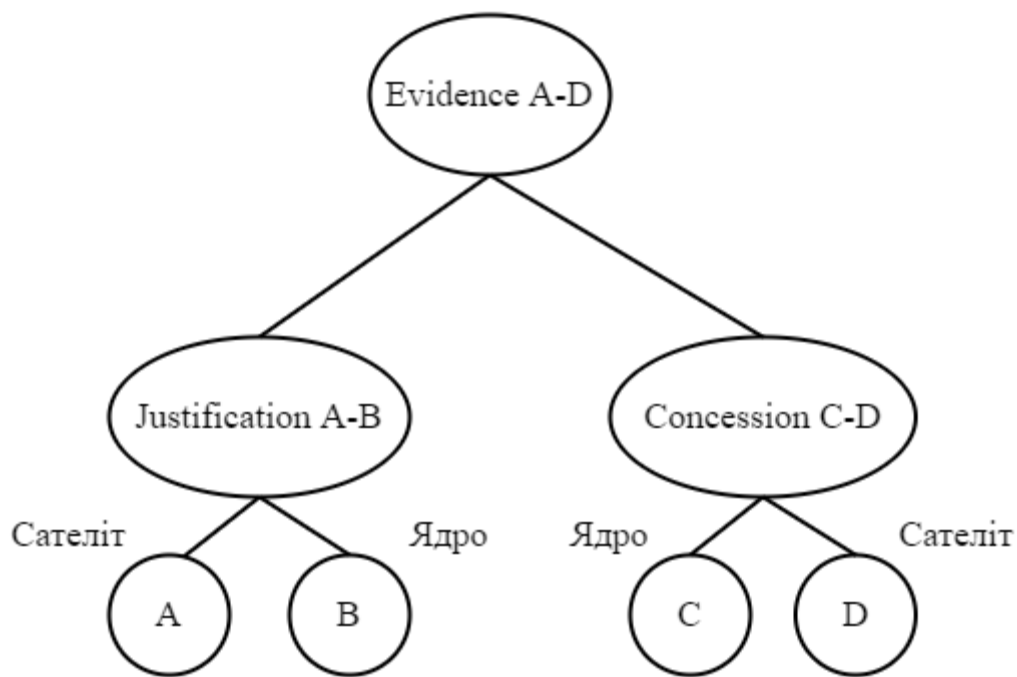 Evidence A-D
Justification A-B
Concession C-D
Сателіт
Ядро
Ядро
Сателіт
A
B
C
D